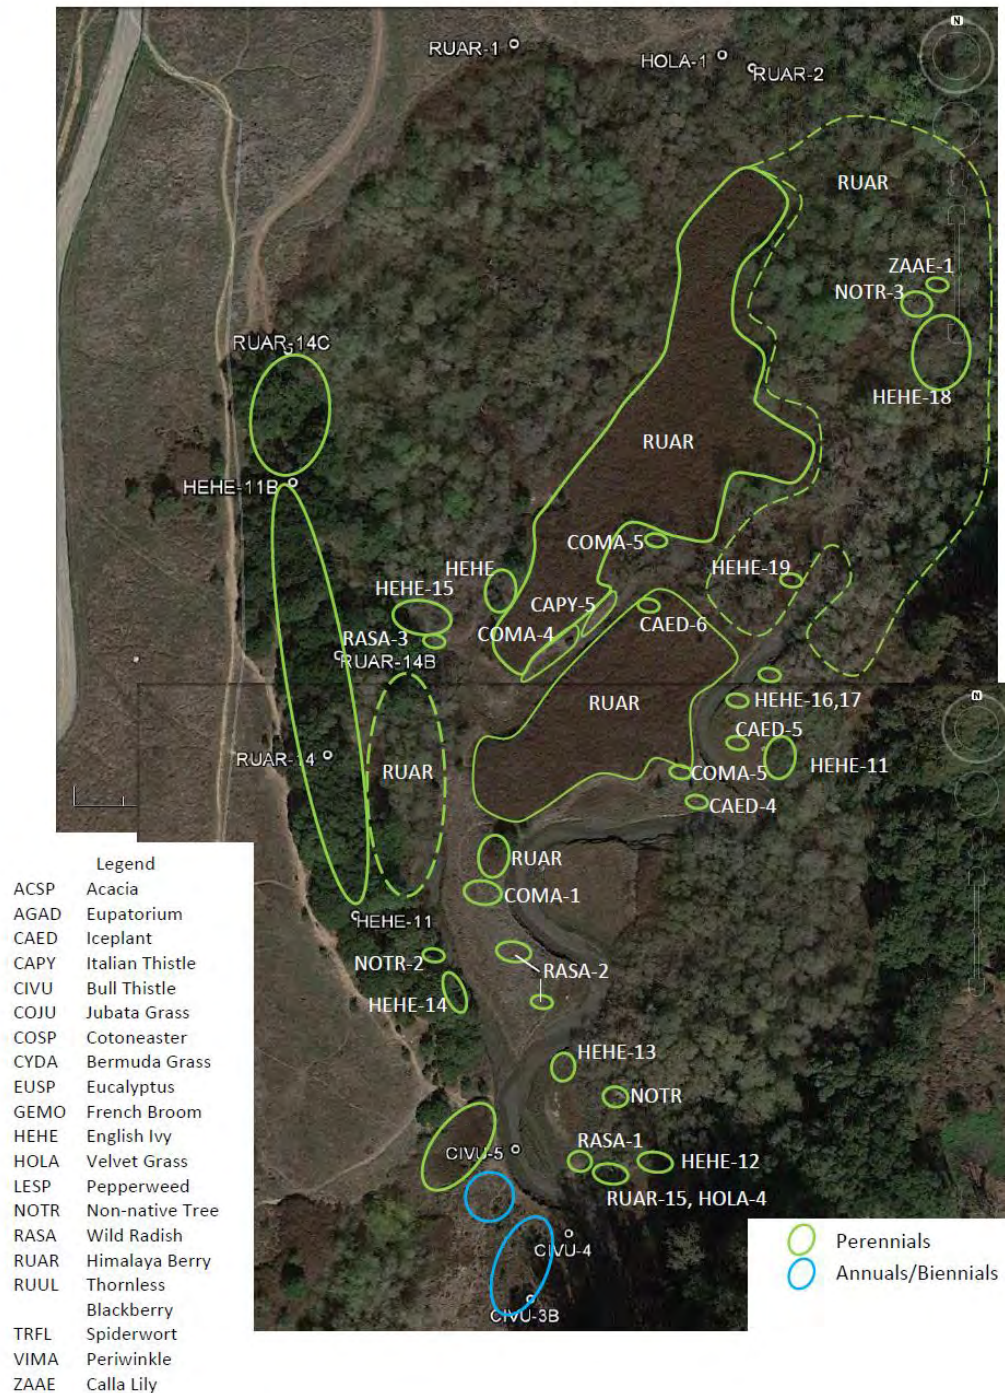 N
RUAR-1
HOLA-1
RUAR-2
RUAR
ZAAE-1
NOTR-3
HEHE-18
RUAR-14C
RUAR
HEHE-11B
COMA-5
HEHE
HEHE-19
HEHE-15
CAPY-5
CAED-6
COMA-4
RASA-3
RUAR-14B
HEHE-16,17
N
RUAR
CAED-5
RUAR-14
RUAR
HEHE-11
COMA-5
CAED-4
RUAR
COMA-1
HEHE-11
NOTR-2
RASA-2
HEHE-14
HEHE-13
NOTR
RASA-1
CIVU-5
HEHE-12
RUAR-15, HOLA-4
CIVU-4
CIVU-3B
Legend
ACSP Acacia
AGAD Eupatorium
CAED Iceplant
CAPY Italian Thistle
CIVU Bull Thistle
COJU Jubata Grass
COSP Cotoneaster
CYDA Bermuda Grass
EUSP Eucalyptus
GEMO French Broom
HEHE English Ivy
HOLA Velvet Grass
LESP Pepperweed
NOTR Non-native Tree
RASA Wild Radish
RUAR Himalaya Berry
RUUL Thornless
Blackberry
TRFL Spiderwort
VIMA Periwinkle
ZAAE Calla Lily
Perennials
Annuals/Biennials